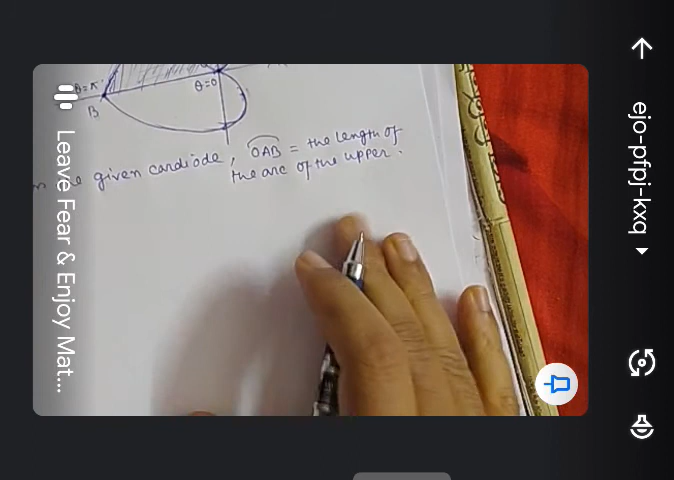 θ=π
θ=0
B
given cardiode, OAB = the length of
the arc of the upper.
Leave Fear & Enjoy Mat...
ejo-pfpj-kxq